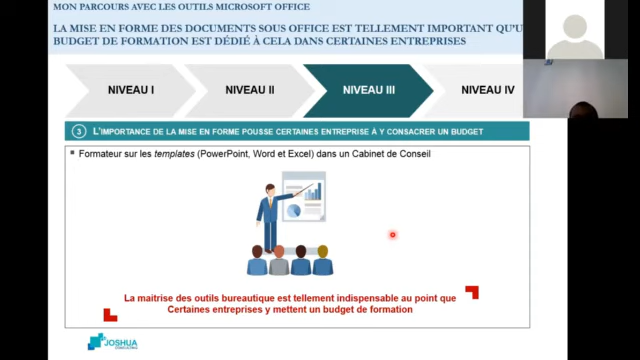 MON PARCOURS AVEC LES OUTILS MICROSOFT OFFICE
LA MISE EN FORME DES DOCUMENTS SOUS OFFICE EST TELLEMENT IMPORTANT QU'U
BUDGET DE FORMATION EST DÉDIÉ À CELA DANS CERTAINES ENTREPRISES
NIVEAU I
NIVEAU II
NIVEAU III
NIVEAU IV
3 L'IMPORTANCE DE LA MISE EN FORME POUSSE CERTAINES ENTREPRISE À Y CONSACRER UN BUDGET
▪ Formateur sur les templates (PowerPoint, Word et Excel) dans un Cabinet de Conseil
La maitrise des outils bureautique est tellement indispensable au point que
Certaines entreprises y mettent un budget de formation
JOSHUA
CONSULTING